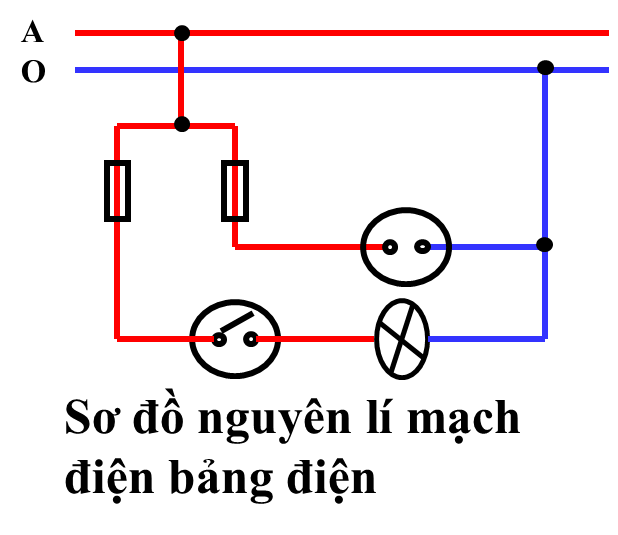 A
O
Sơ đồ nguyên lí mạch
điện bảng điện